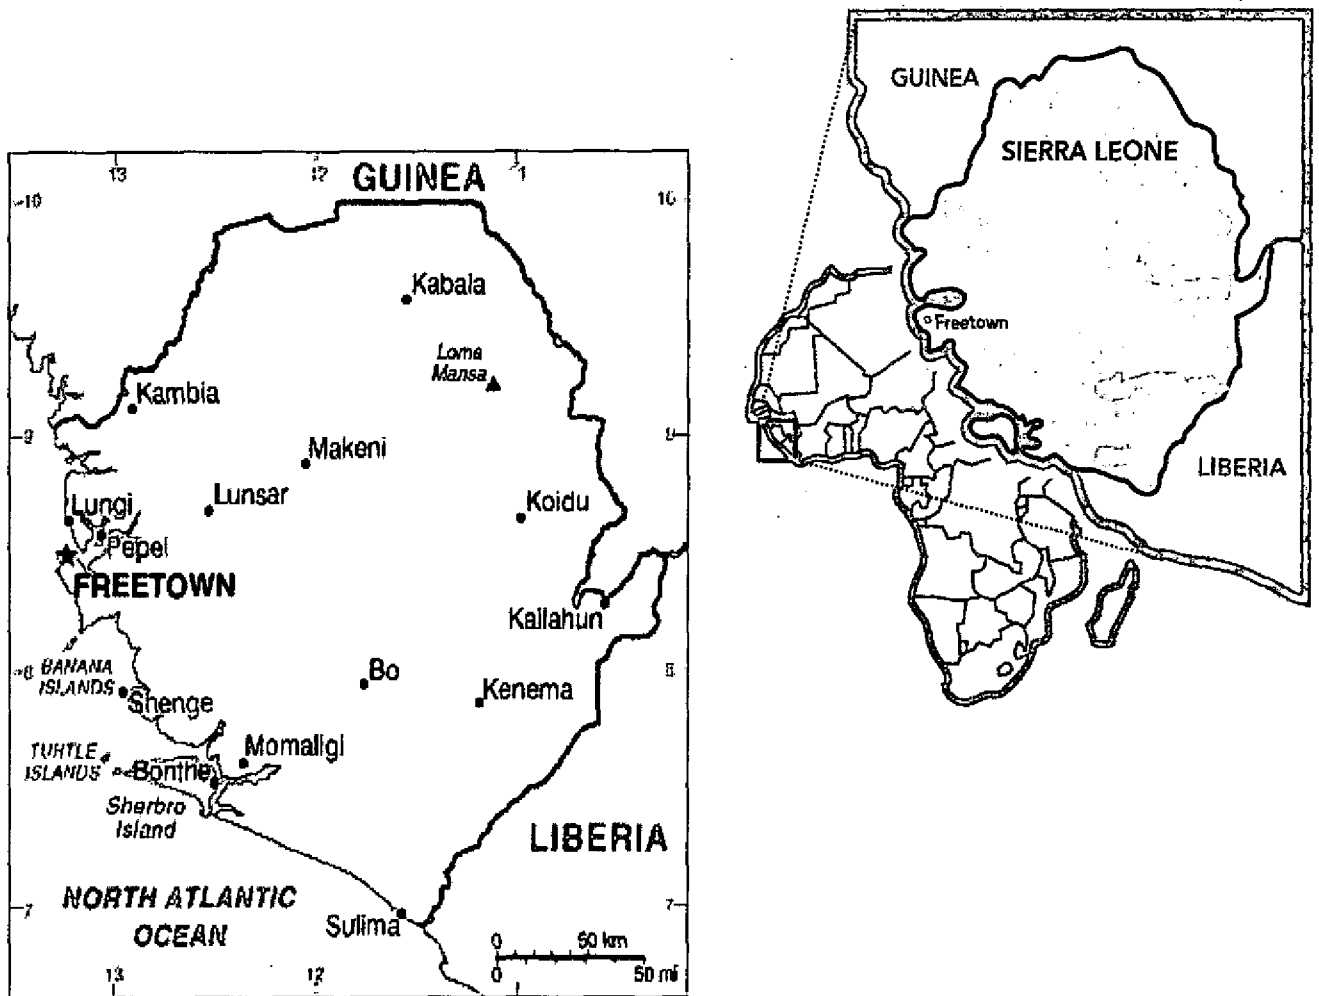 13
12
11
GUINEA
10
10
Kabala
Loma
Mansa
Kambia
9
9
Makeni
Lungi
Lunsar
Koidu
Pepel
FREETOWN
Kailahun
8
8
BANANA
ISLANDS
Bo
Shenge
Kenema
TURTLE
ISLANDS
Bonthe
Momaligi
Sherbro
Island
LIBERIA
NORTH ATLANTIC
OCEAN
7
7
Sulima
0
50 km
0
50 mi
13
12
GUINEA
SIERRA LEONE
Freetown
LIBERIA